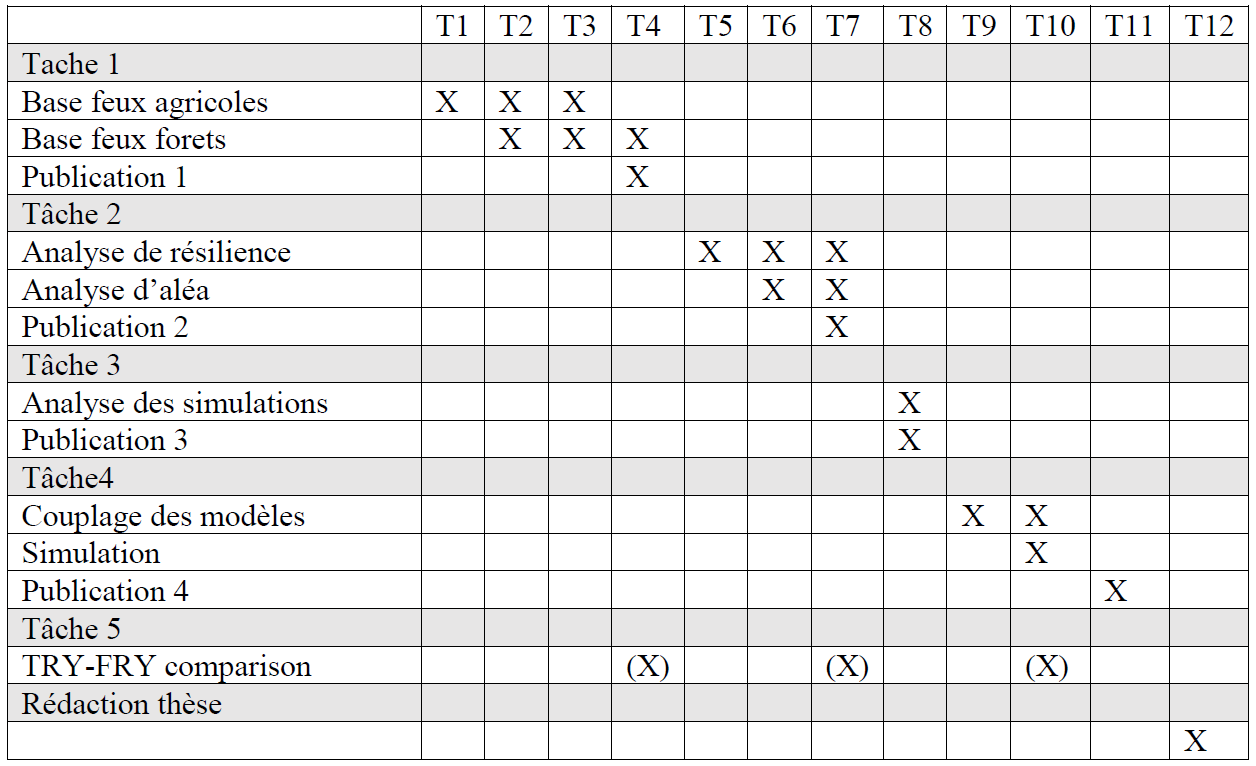 T1 T2 T3 T4 T5 T6 T7 T8 T9 T10 T11 T12
Tache 1
Base feux agricoles X X X
Base feux forets X X X
Publication 1 X
Tâche 2
Analyse de résilience X X X
Analyse d’aléa X X
Publication 2 X
Tâche 3
Analyse des simulations X
Publication 3 X
Tâche4
Couplage des modèles X X
Simulation X
Publication 4 X
Tâche 5
TRY-FRY comparison (X) (X) (X)
Rédaction thèse
X